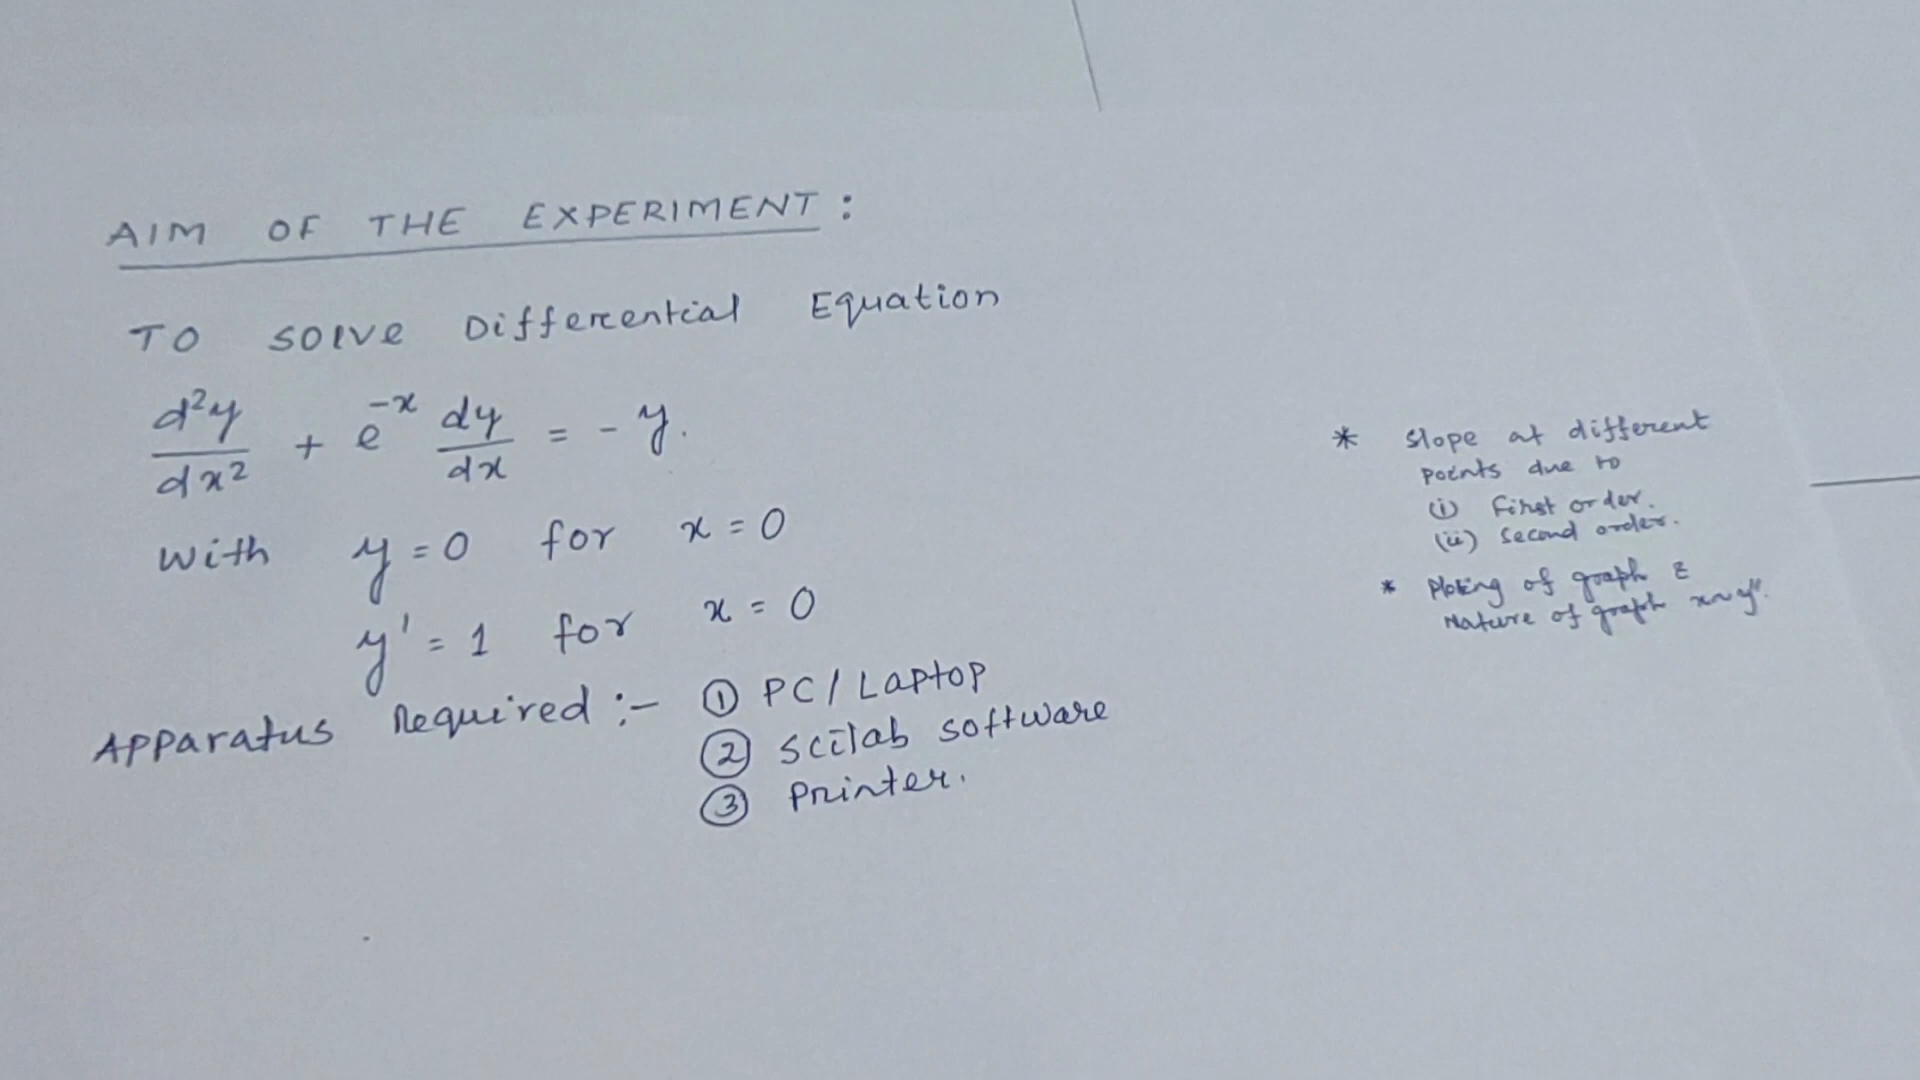 AIM OF THE EXPERIMENT :
TO SOLVE Differential Equation
d²y/dx² + e^-x dy/dx = - y.
With y = 0 for x = 0
y' = 1 for x = 0
Apparatus Required :- ① PC / Laptop
② Scilab software
③ Printer.
* Slope at different
points due to
(i) First order.
(ii) Second order.
* Ploting of graph &
Nature of graph x~y".